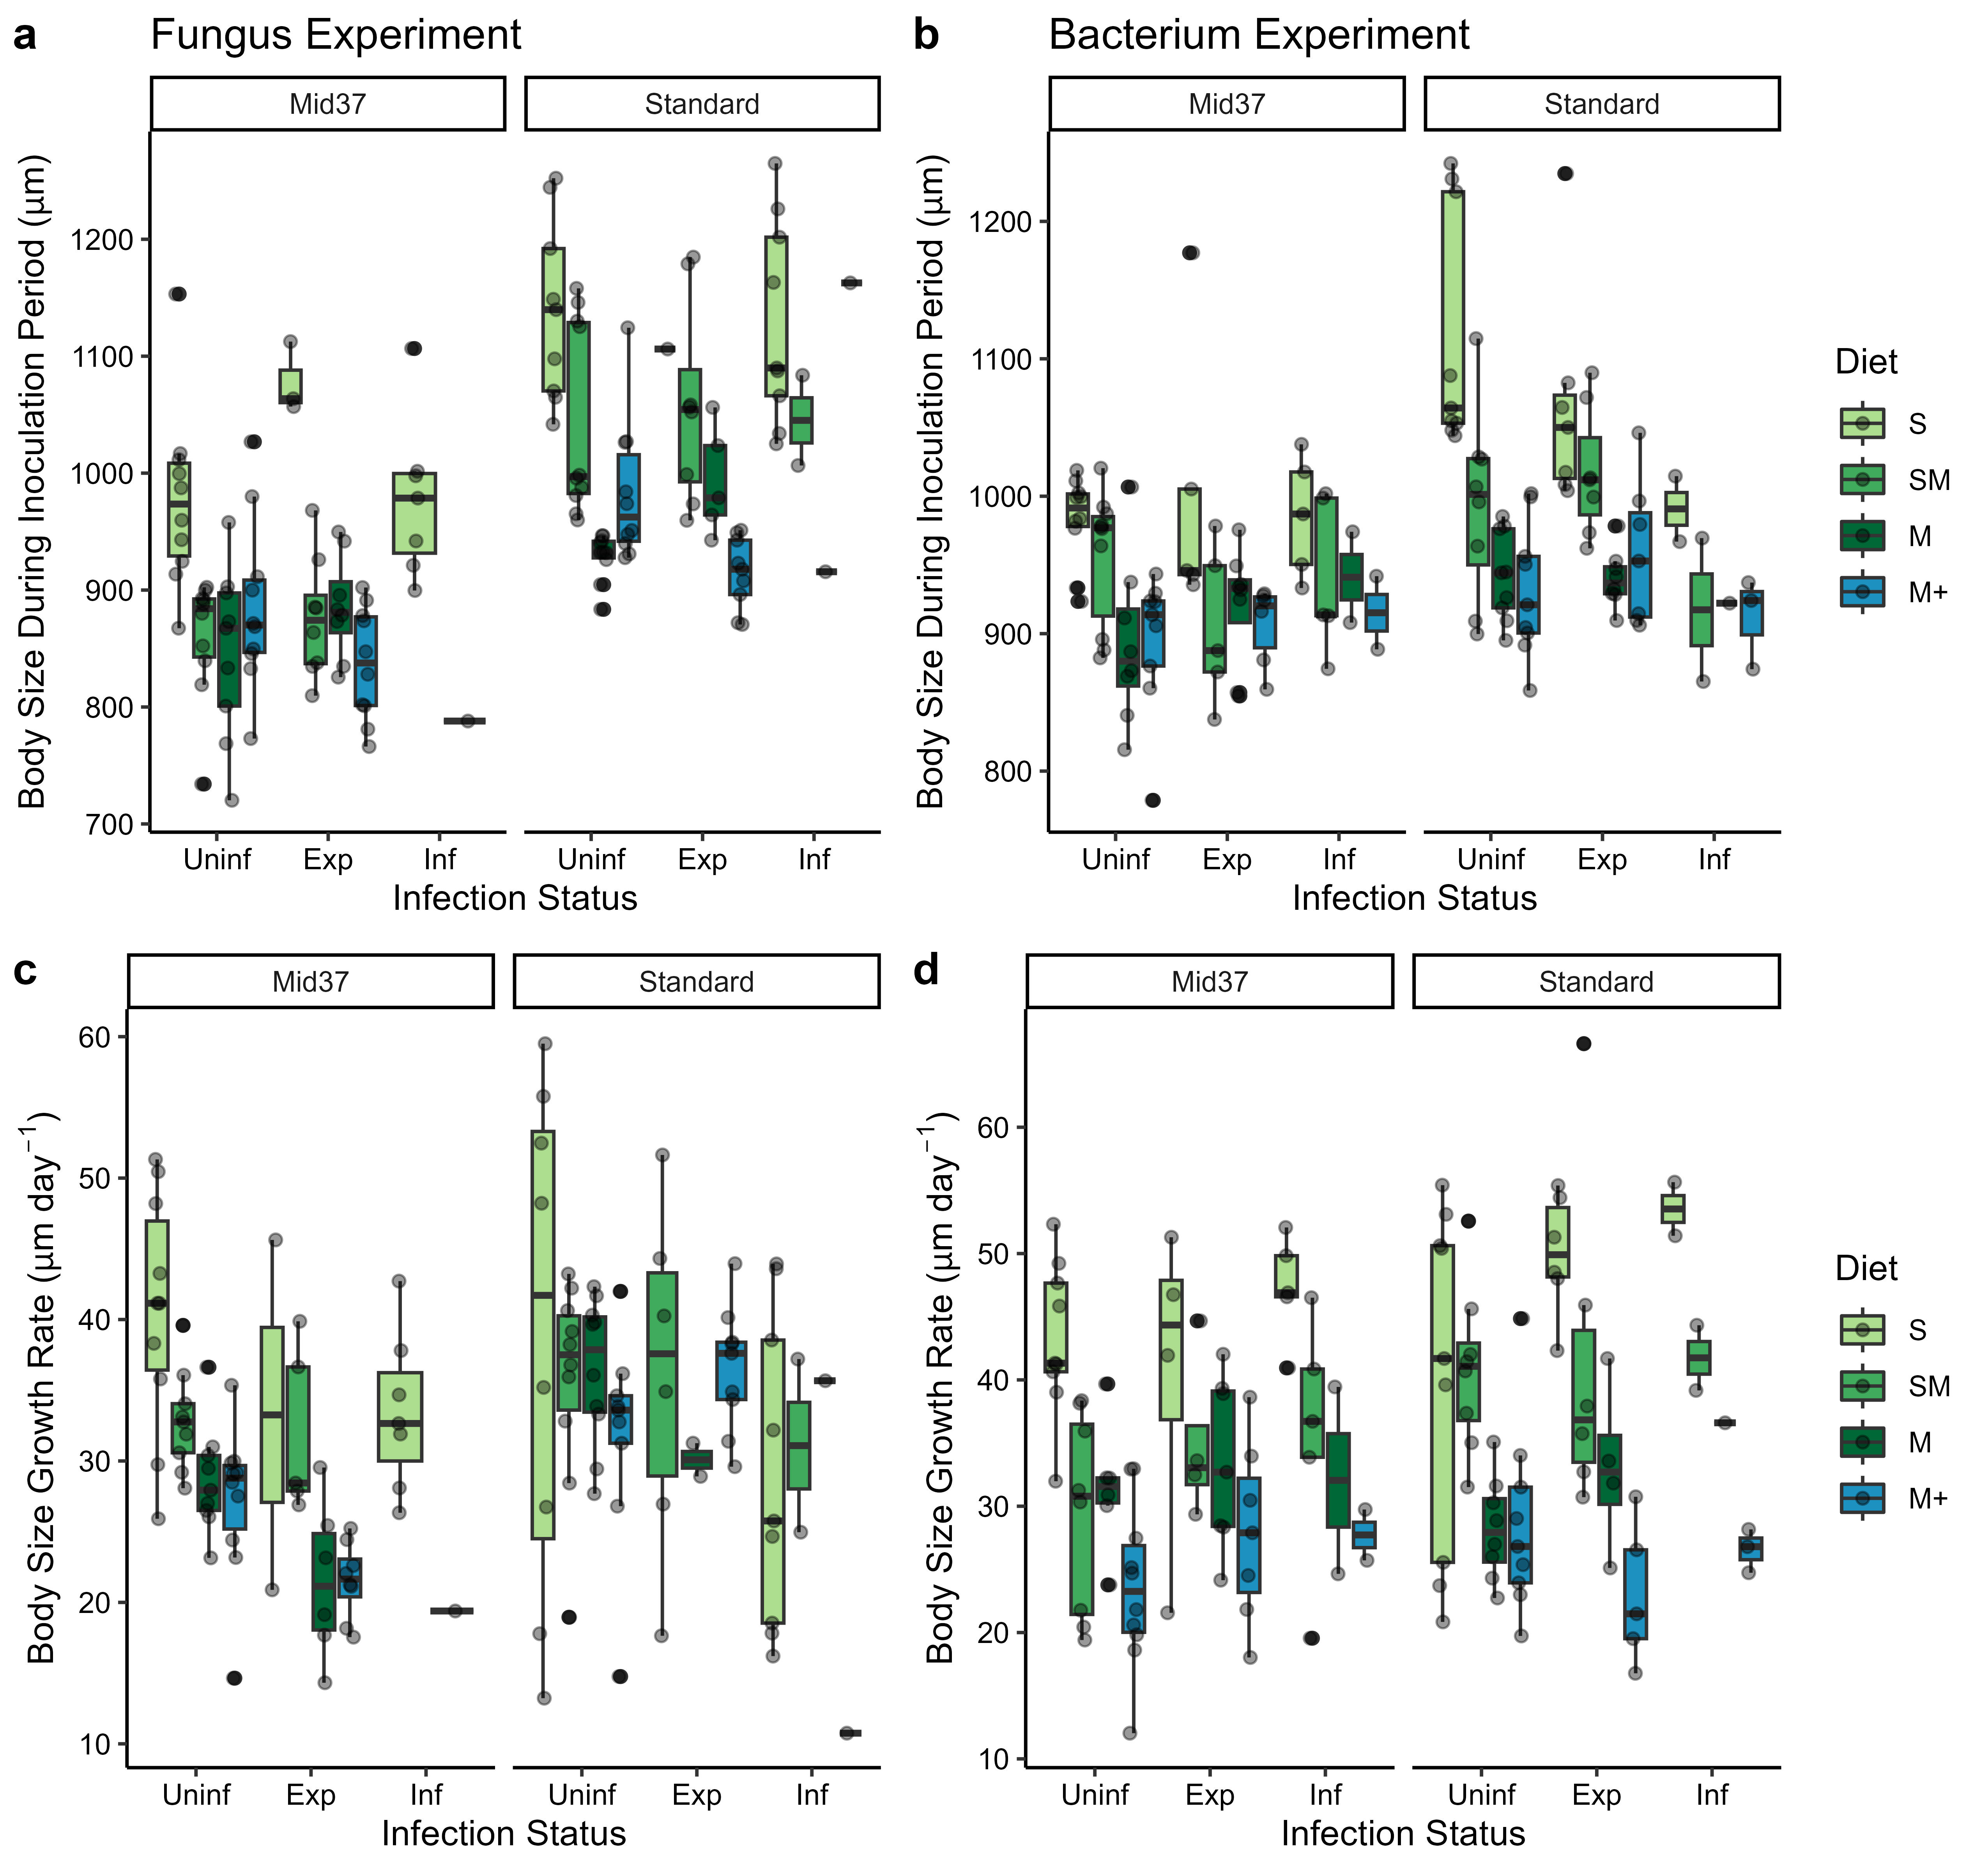 a Fungus Experiment
b Bacterium Experiment
Mid37 Standard
Mid37 Standard
Body Size During Inoculation Period (µm)
1200
1100
1000
900
800
700
Uninf Exp Inf Uninf Exp Inf
Infection Status
Body Size During Inoculation Period (µm)
1200
1100
1000
900
800
Uninf Exp Inf Uninf Exp Inf
Infection Status
Diet
S
SM
M
M+
c
Mid37 Standard
Body Size Growth Rate (µm day⁻¹)
60
50
40
30
20
10
Uninf Exp Inf Uninf Exp Inf
Infection Status
d
Mid37 Standard
Body Size Growth Rate (µm day⁻¹)
60
50
40
30
20
10
Uninf Exp Inf Uninf Exp Inf
Infection Status
Diet
S
SM
M
M+